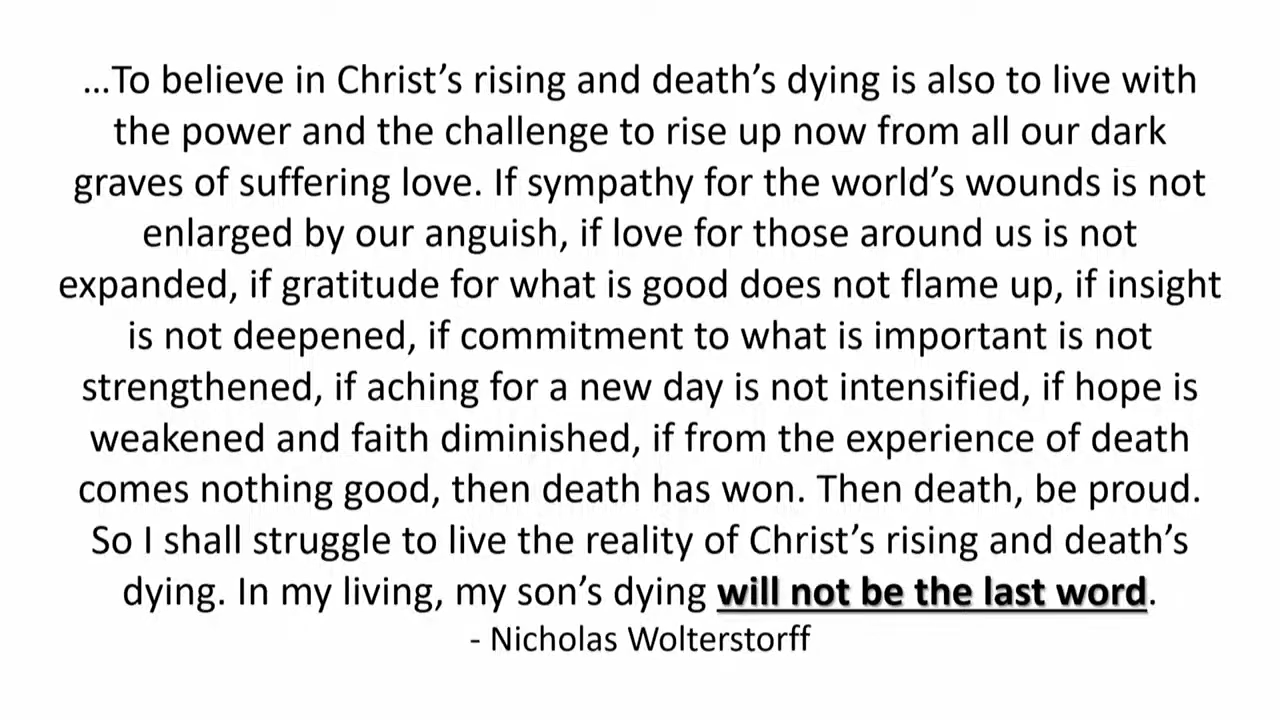 ...To believe in Christ’s rising and death’s dying is also to live with
the power and the challenge to rise up now from all our dark
graves of suffering love. If sympathy for the world’s wounds is not
enlarged by our anguish, if love for those around us is not
expanded, if gratitude for what is good does not flame up, if insight
is not deepened, if commitment to what is important is not
strengthened, if aching for a new day is not intensified, if hope is
weakened and faith diminished, if from the experience of death
comes nothing good, then death has won. Then death, be proud.
So I shall struggle to live the reality of Christ’s rising and death’s
dying. In my living, my son’s dying will not be the last word.
- Nicholas Wolterstorff